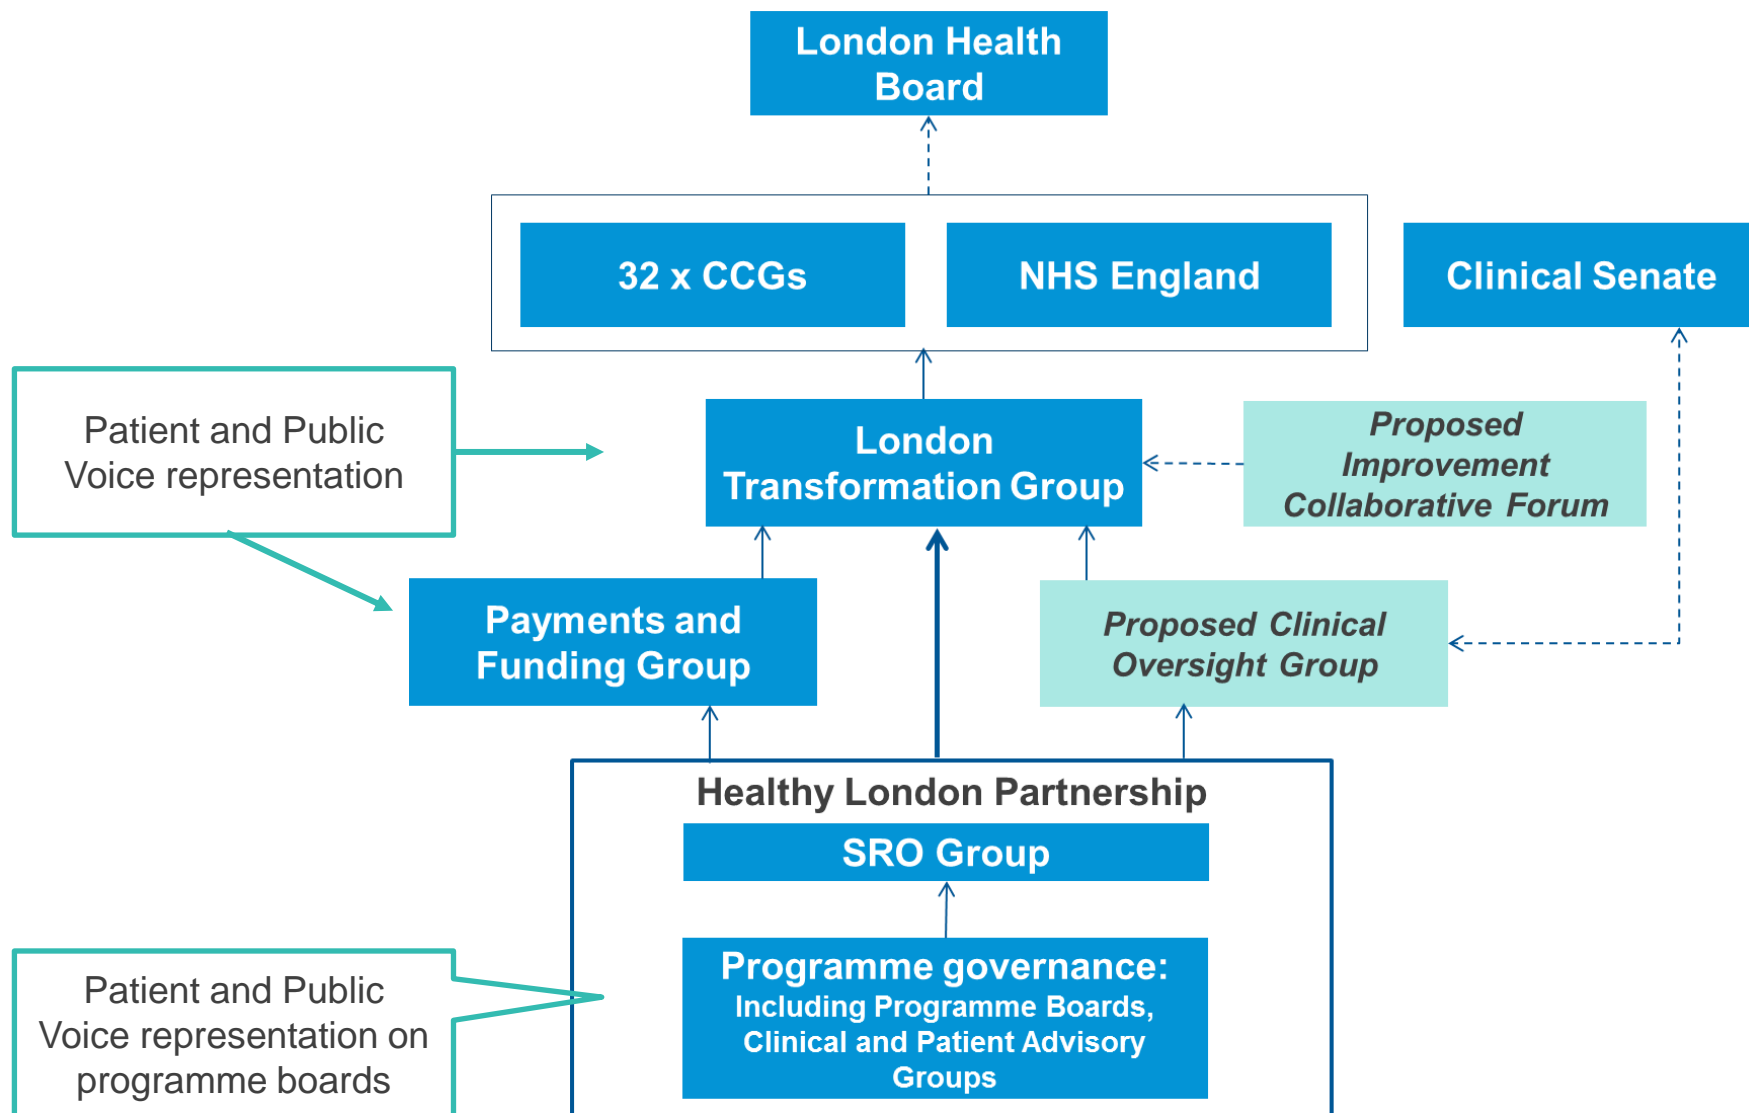 London Health
Board
32 x CCGs
NHS England
Clinical Senate
Patient and Public
Voice representation
London
Transformation Group
Proposed
Improvement
Collaborative Forum
Payments and
Funding Group
Proposed Clinical
Oversight Group
Healthy London Partnership
SRO Group
Programme governance:
Including Programme Boards,
Clinical and Patient Advisory
Groups
Patient and Public
Voice representation on
programme boards